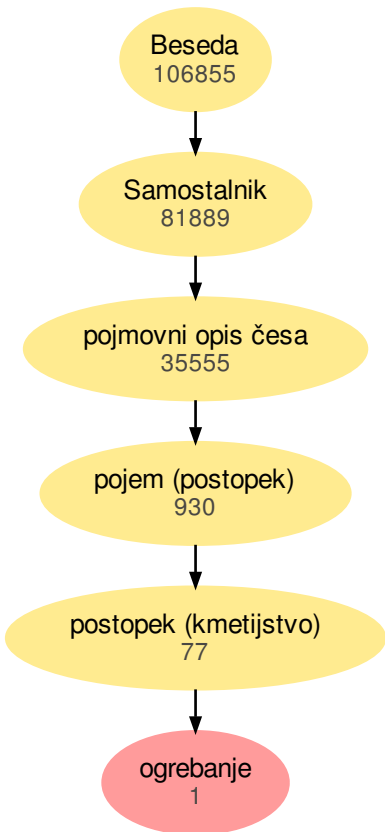 Beseda
106855
Samostalnik
81889
pojmovni opis česa
35555
pojem (postopek)
930
postopek (kmetijstvo)
77
ogrebanje
1